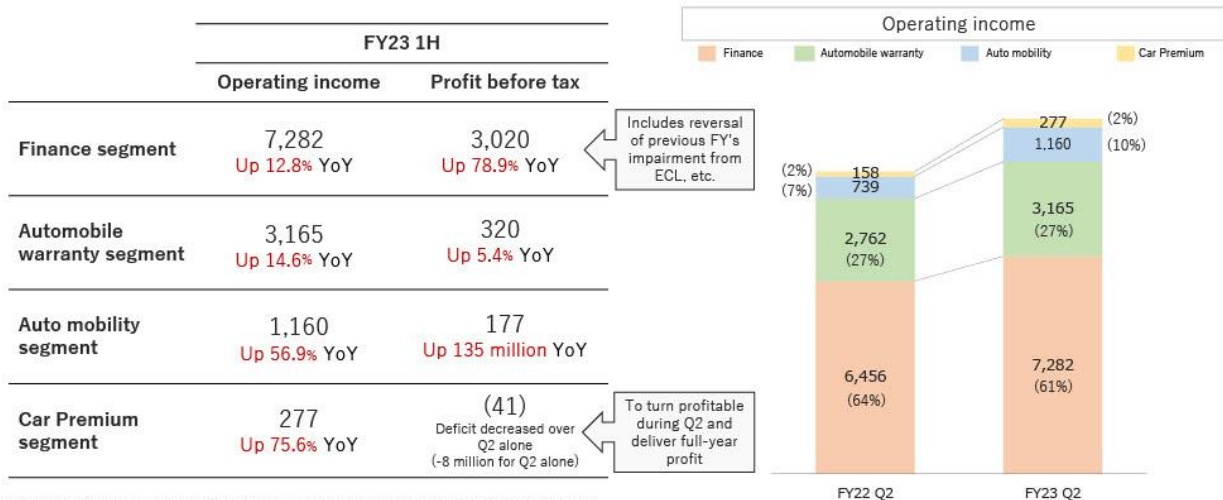 FY23 1H
Operating income
Profit before tax
Finance segment
7,282
Up 12.8% YoY
3,020
Up 78.9% YoY
Includes reversal
of previous FY's
impairment from
ECL, etc.
Automobile
warranty segment
3,165
Up 14.6% YoY
320
Up 5.4% YoY
Auto mobility
segment
1,160
Up 56.9% YoY
177
Up 135 million YoY
Car Premium
segment
277
Up 75.6% YoY
(41)
Deficit decreased over
Q2 alone
(-8 million for Q2 alone)
To turn profitable
during Q2 and
deliver full-year
profit
Operating income
Finance
Automobile warranty
Auto mobility
Car Premium
(2%)
158
(7%)
739
2,762
(27%)
6,456
(64%)
277
(2%)
1,160
(10%)
3,165
(27%)
7,282
(61%)
FY22 Q2
FY23 Q2